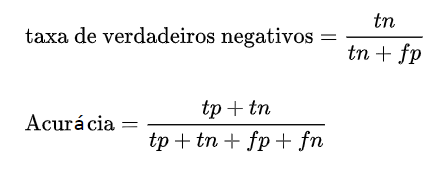 taxa de verdadeiros negativos = tn / (tn + fp)
Acurácia = (tp + tn) / (tp + tn + fp + fn)